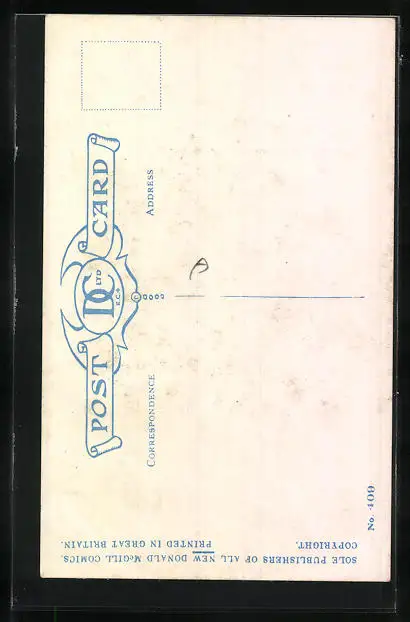 POST DC LTD E.C.4 CARD
CORRESPONDENCE
ADDRESS
SOLE PUBLISHERS OF ALL NEW DONALD McGILL COMICS.
COPYRIGHT. PRINTED IN GREAT BRITAIN.
No. 409